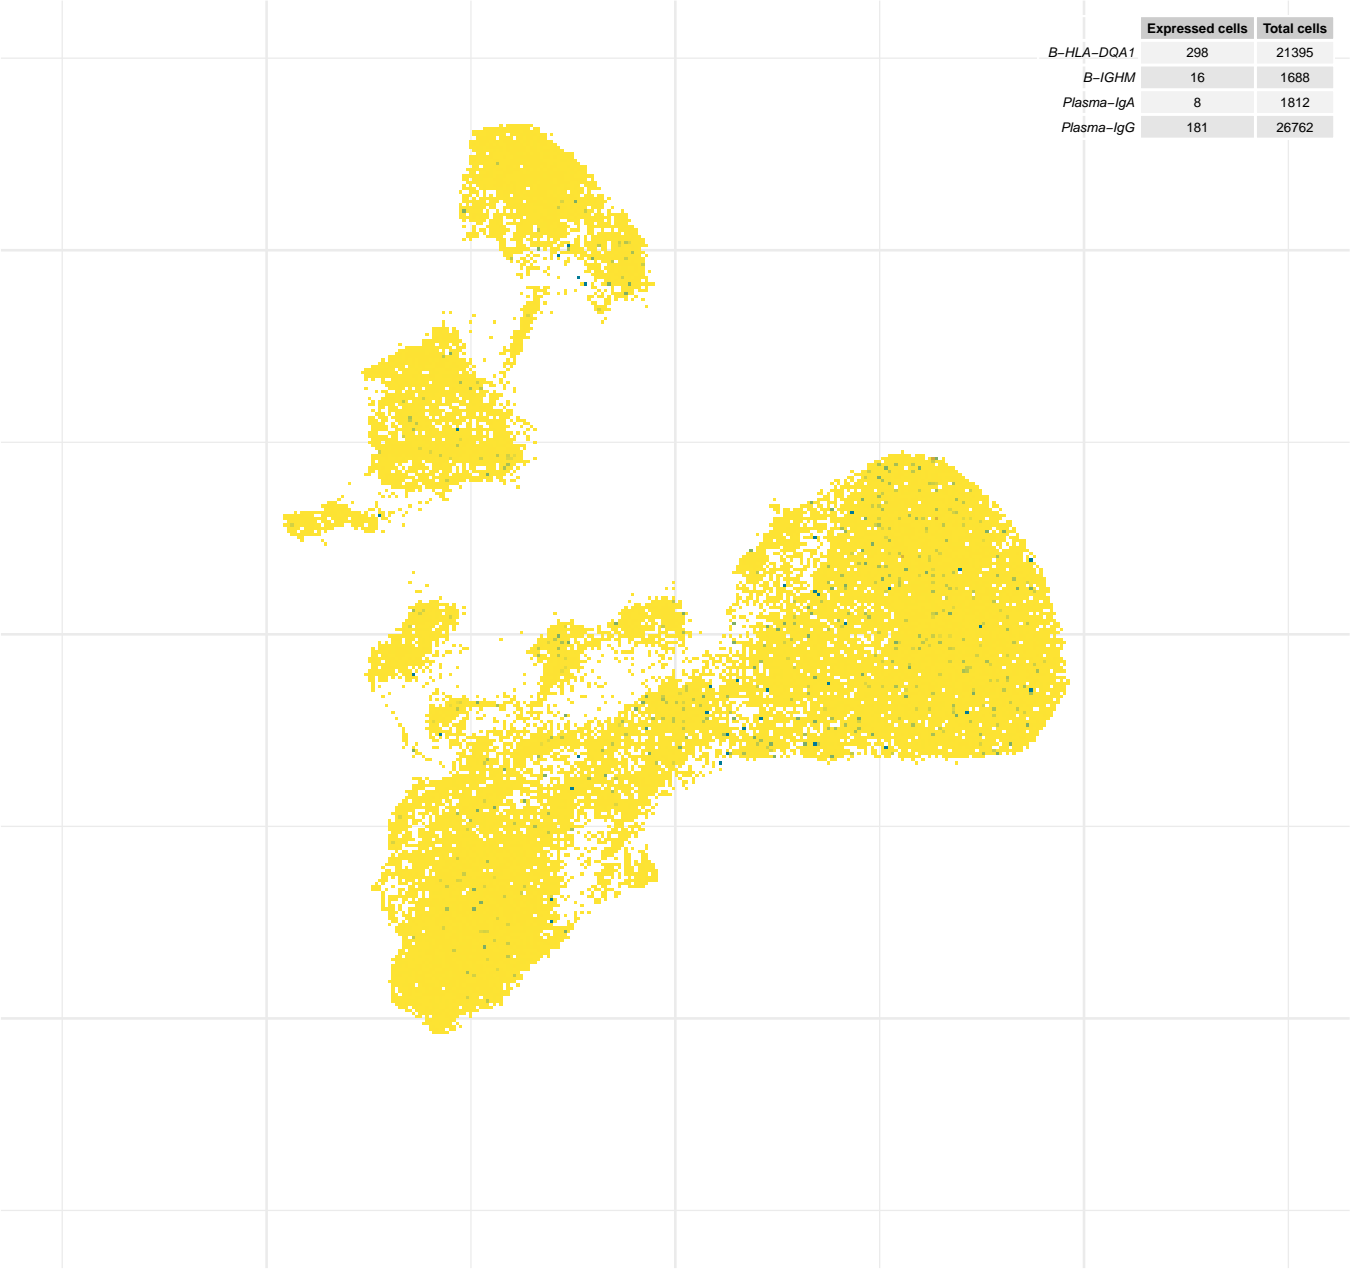 Expressed cells Total cells
B−HLA−DQA1 298 21395
B−IGHM 16 1688
Plasma−IgA 8 1812
Plasma−IgG 181 26762